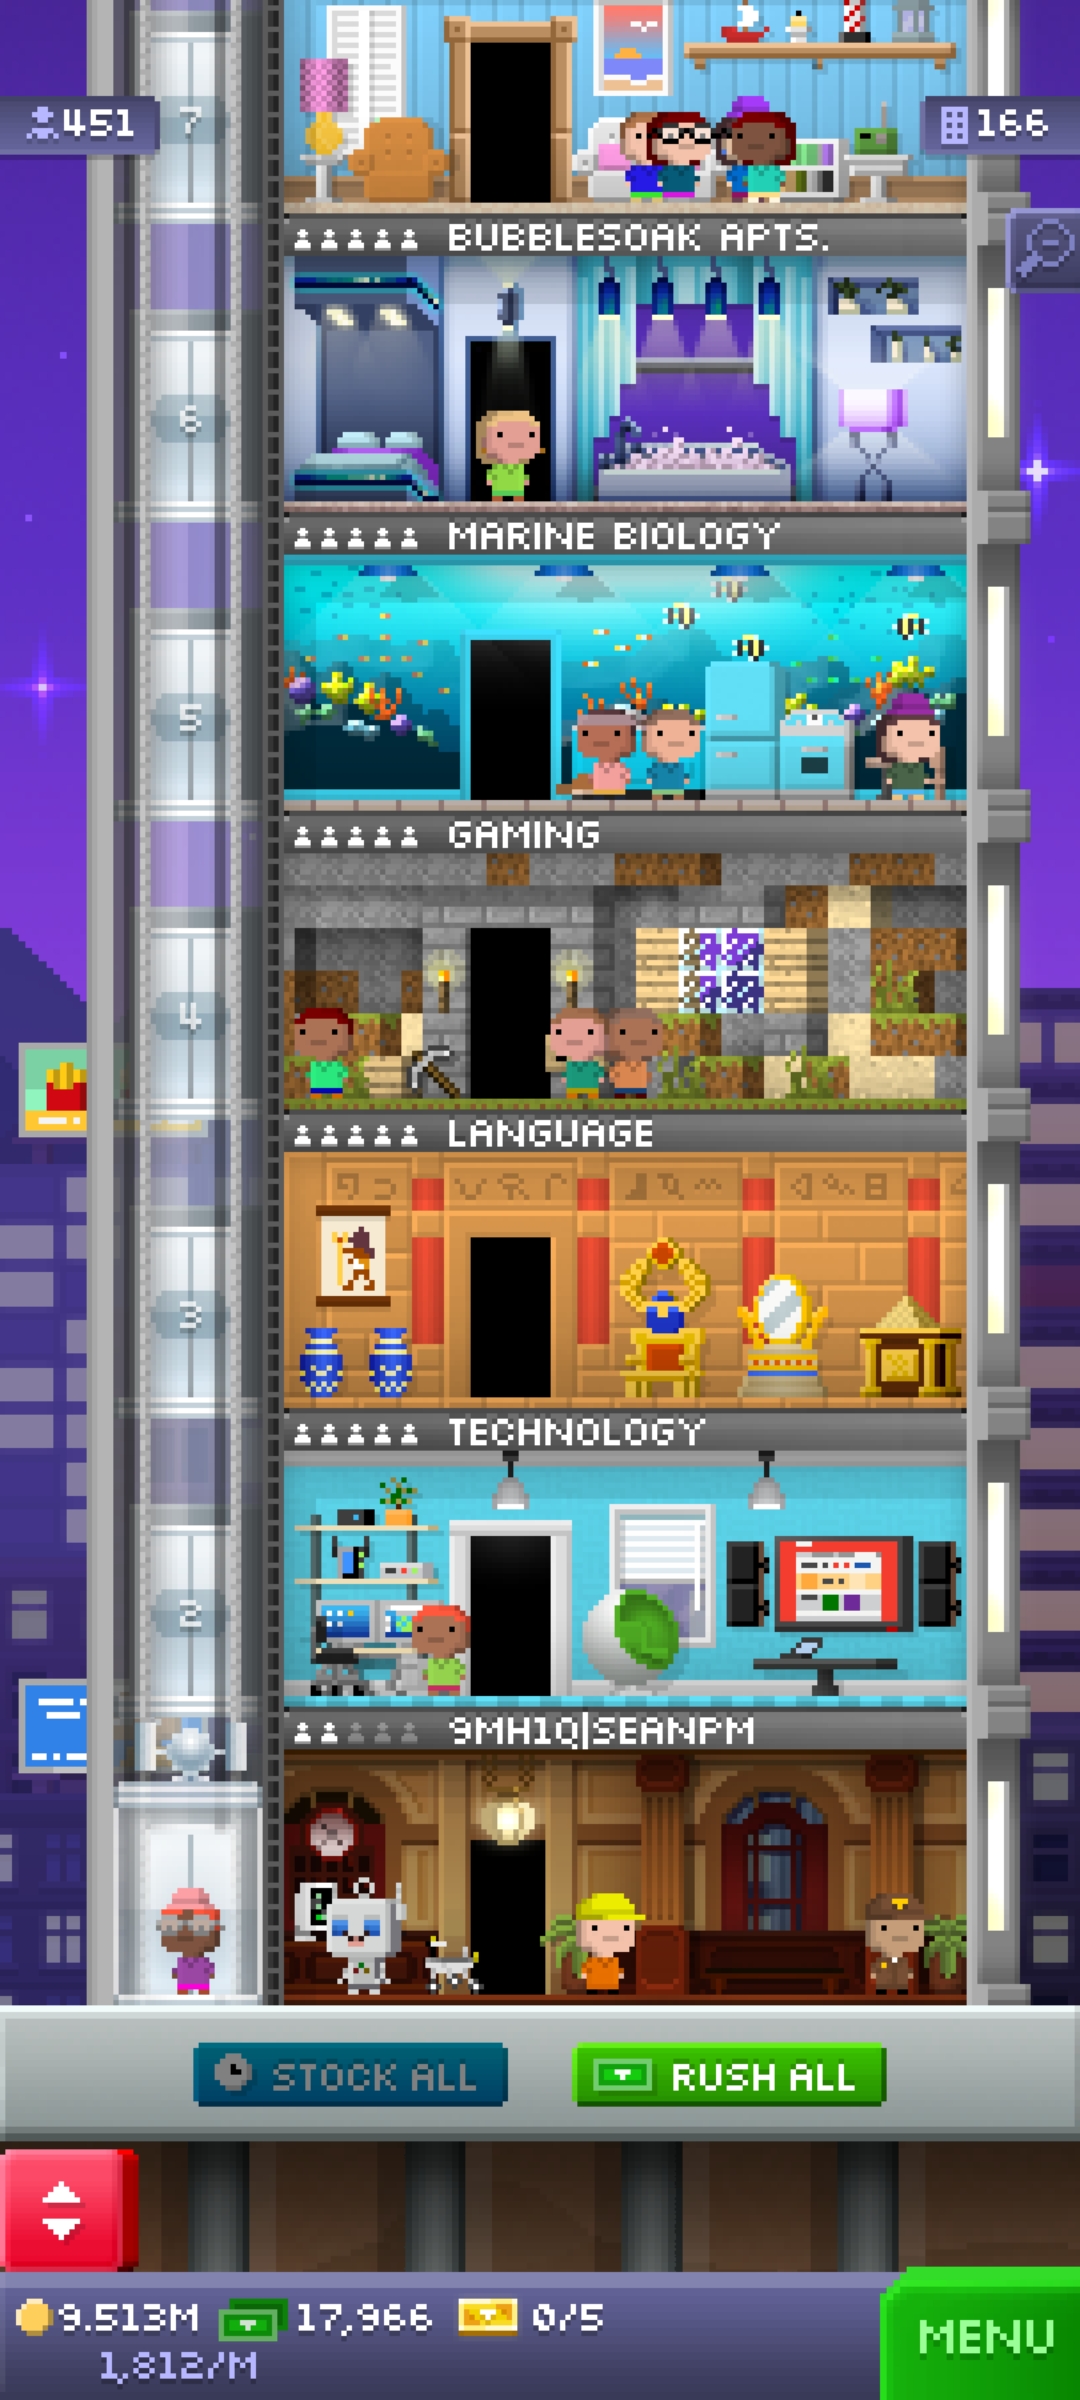 7
451
166
BUBBLESOAK APTS.
6
MARINE BIOLOGY
5
GAMING
4
LANGUAGE
3
TECHNOLOGY
2
9MH1Q|SEANPM
STOCK ALL
RUSH ALL
9.513M 17,966 0/5
1,812/M
MENU